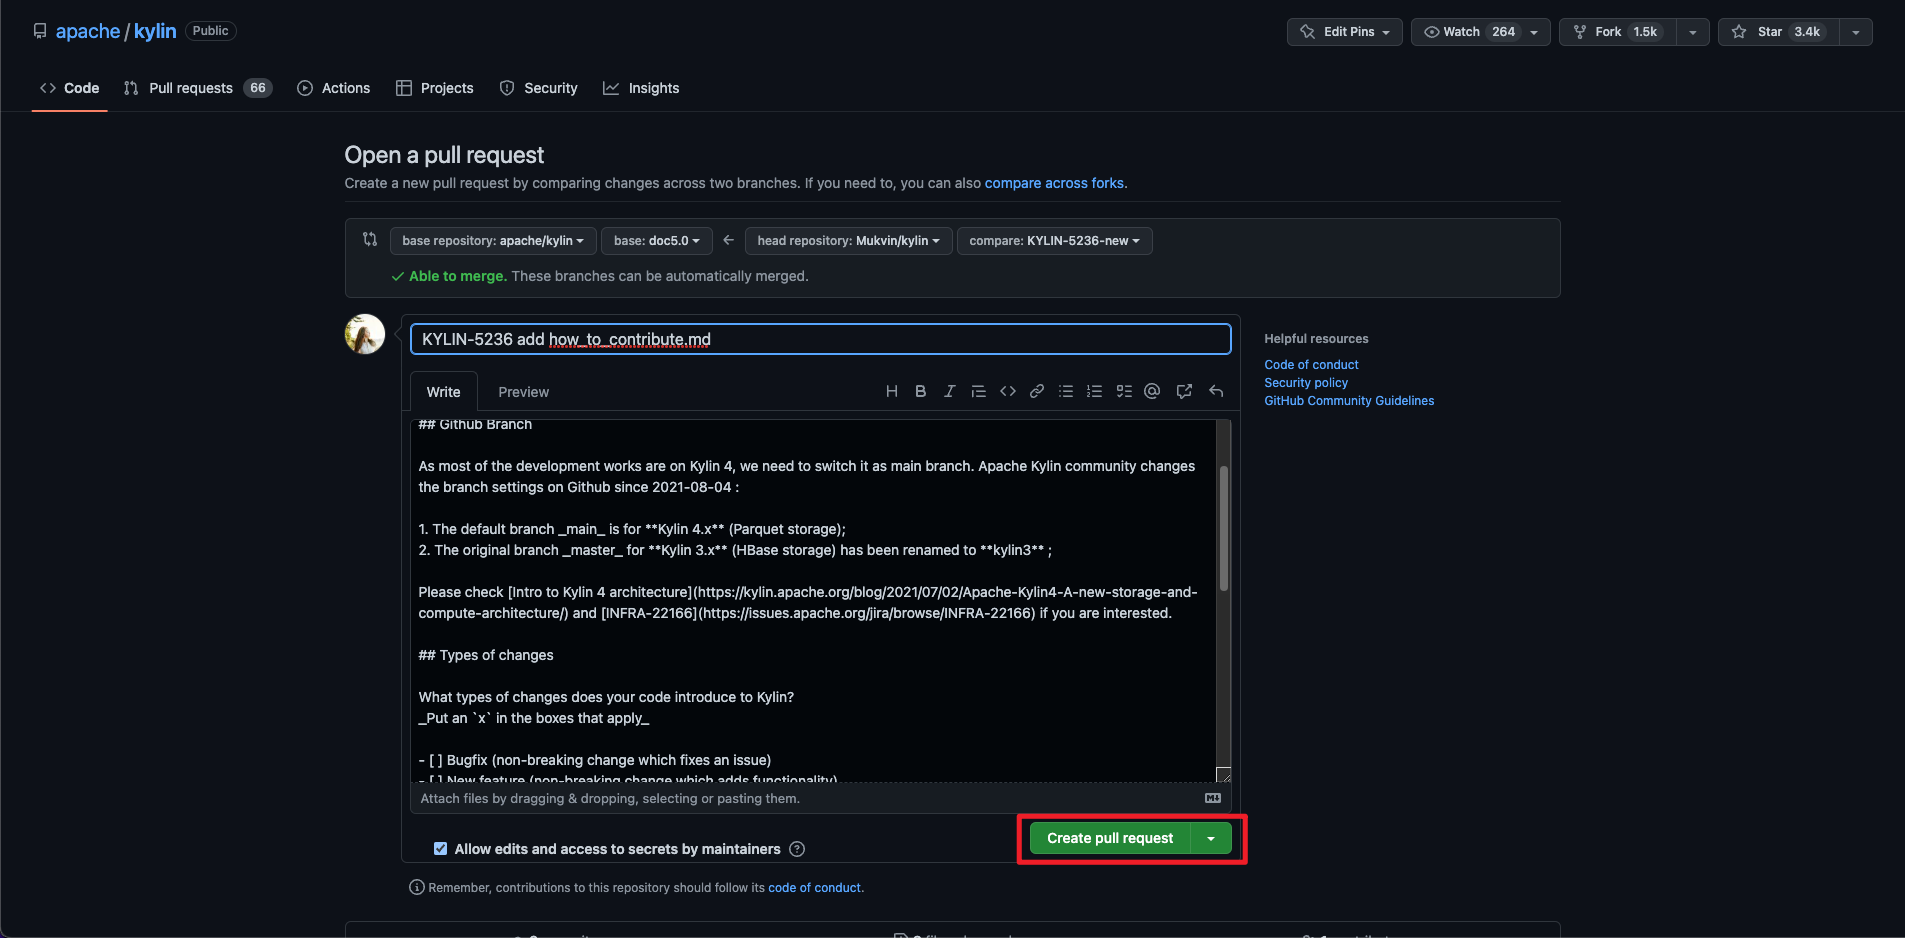 apache / kylin Public
Edit Pins
Watch 264
Fork 1.5k
Star 3.4k
Code
Pull requests 66
Actions
Projects
Security
Insights
Open a pull request
Create a new pull request by comparing changes across two branches. If you need to, you can also compare across forks.
base repository: apache/kylin
base: doc5.0
head repository: Mukvin/kylin
compare: KYLIN-5236-new
Able to merge. These branches can be automatically merged.
KYLIN-5236 add how_to_contribute.md
Helpful resources
Code of conduct
Security policy
GitHub Community Guidelines
Write
Preview
## Github Branch
As most of the development works are on Kylin 4, we need to switch it as main branch. Apache Kylin community changes
the branch settings on Github since 2021-08-04 :
1. The default branch _main_ is for **Kylin 4.x** (Parquet storage);
2. The original branch _master_ for **Kylin 3.x** (HBase storage) has been renamed to **kylin3** ;
Please check [Intro to Kylin 4 architecture](https://kylin.apache.org/blog/2021/07/02/Apache-Kylin4-A-new-storage-and-
compute-architecture/) and [INFRA-22166](https://issues.apache.org/jira/browse/INFRA-22166) if you are interested.
## Types of changes
What types of changes does your code introduce to Kylin?
_Put an `x` in the boxes that apply_
- [ ] Bugfix (non-breaking change which fixes an issue)
- [ ] New feature (non-breaking change which adds functionality)
Attach files by dragging & dropping, selecting or pasting them.
Allow edits and access to secrets by maintainers
Create pull request
Remember, contributions to this repository should follow its code of conduct.